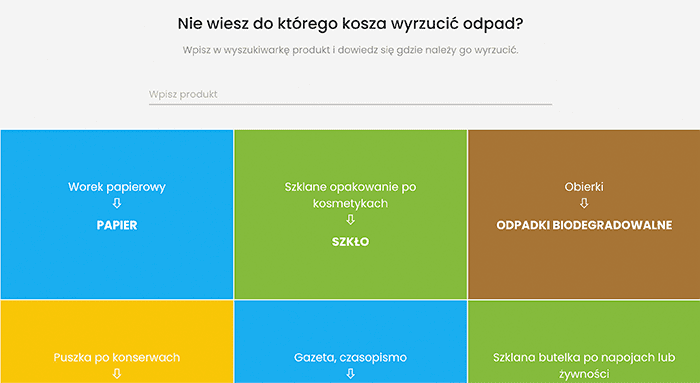 Nie wiesz do którego kosza wyrzucić odpad?
Wpisz w wyszukiwarkę produkt i dowiedz się gdzie należy go wyrzucić.
Wpisz produkt
Worek papierowy
⇩
PAPIER
Szklane opakowanie po
kosmetykach
⇩
SZKŁO
Obierki
⇩
ODPADKI BIODEGRADOWALNE
Puszka po konserwach
⇩
Gazeta, czasopismo
⇩
Szklana butelka po napojach lub
żywności